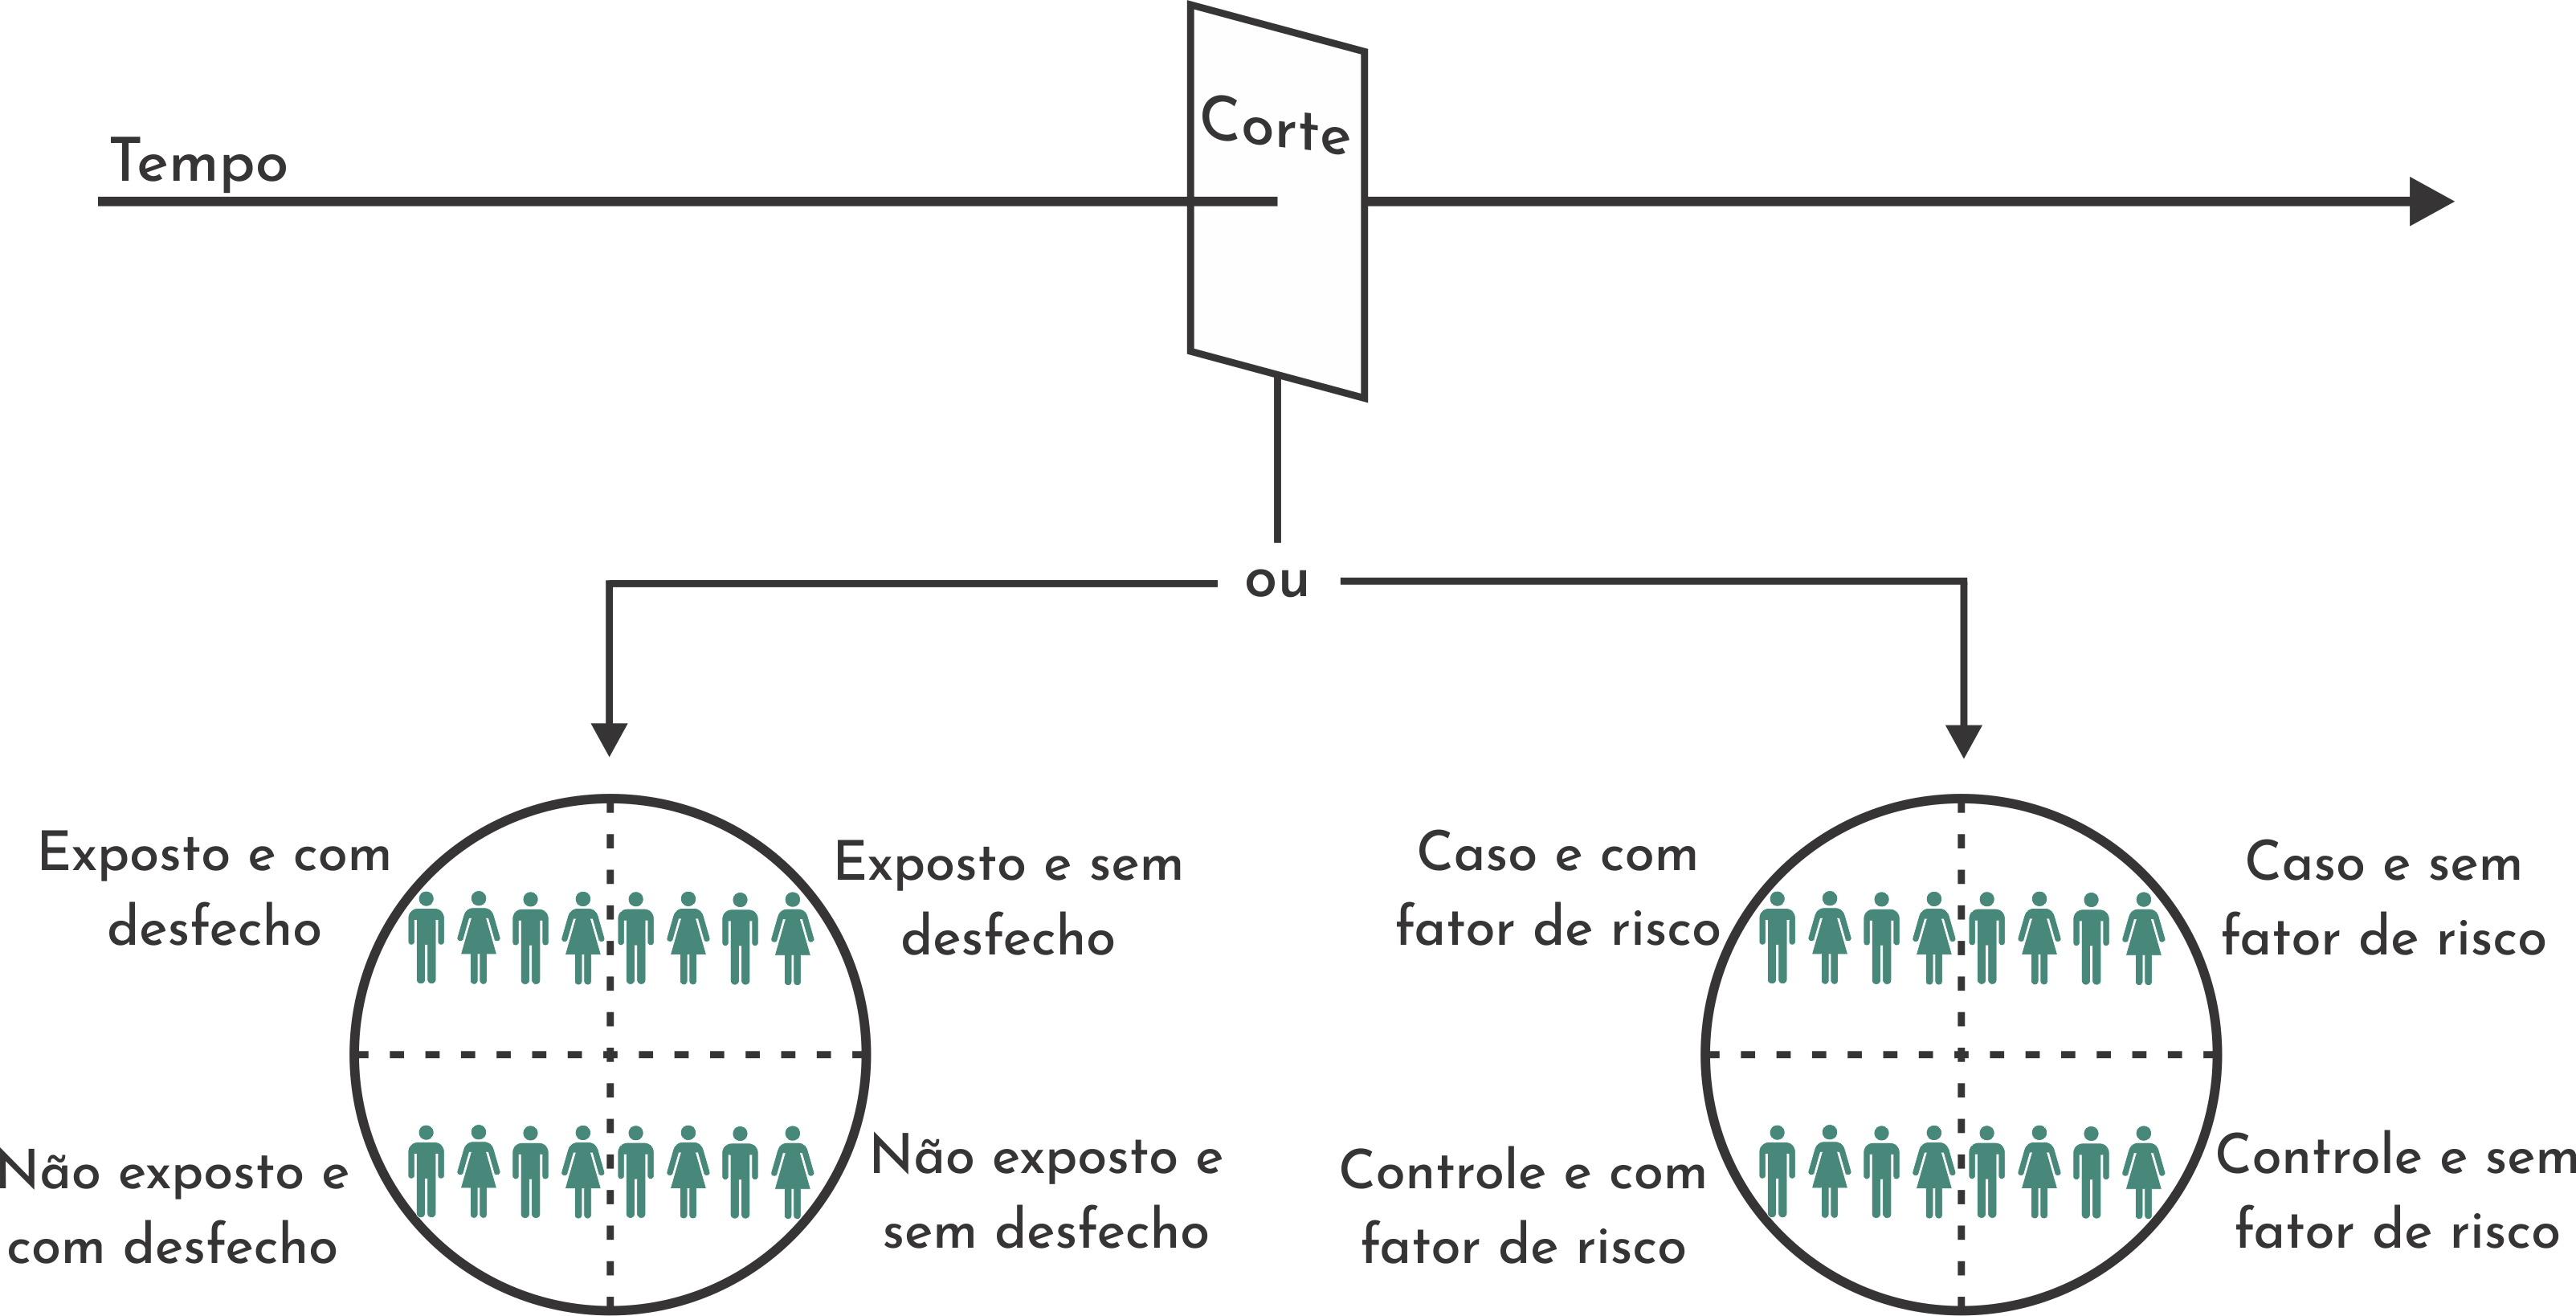 Corte
Tempo
ou
Exposto e com
desfecho
Exposto e sem
desfecho
Não exposto e
com desfecho
Não exposto e
sem desfecho
Caso e com
fator de risco
Caso e sem
fator de risco
Controle e com
fator de risco
Controle e sem
fator de risco